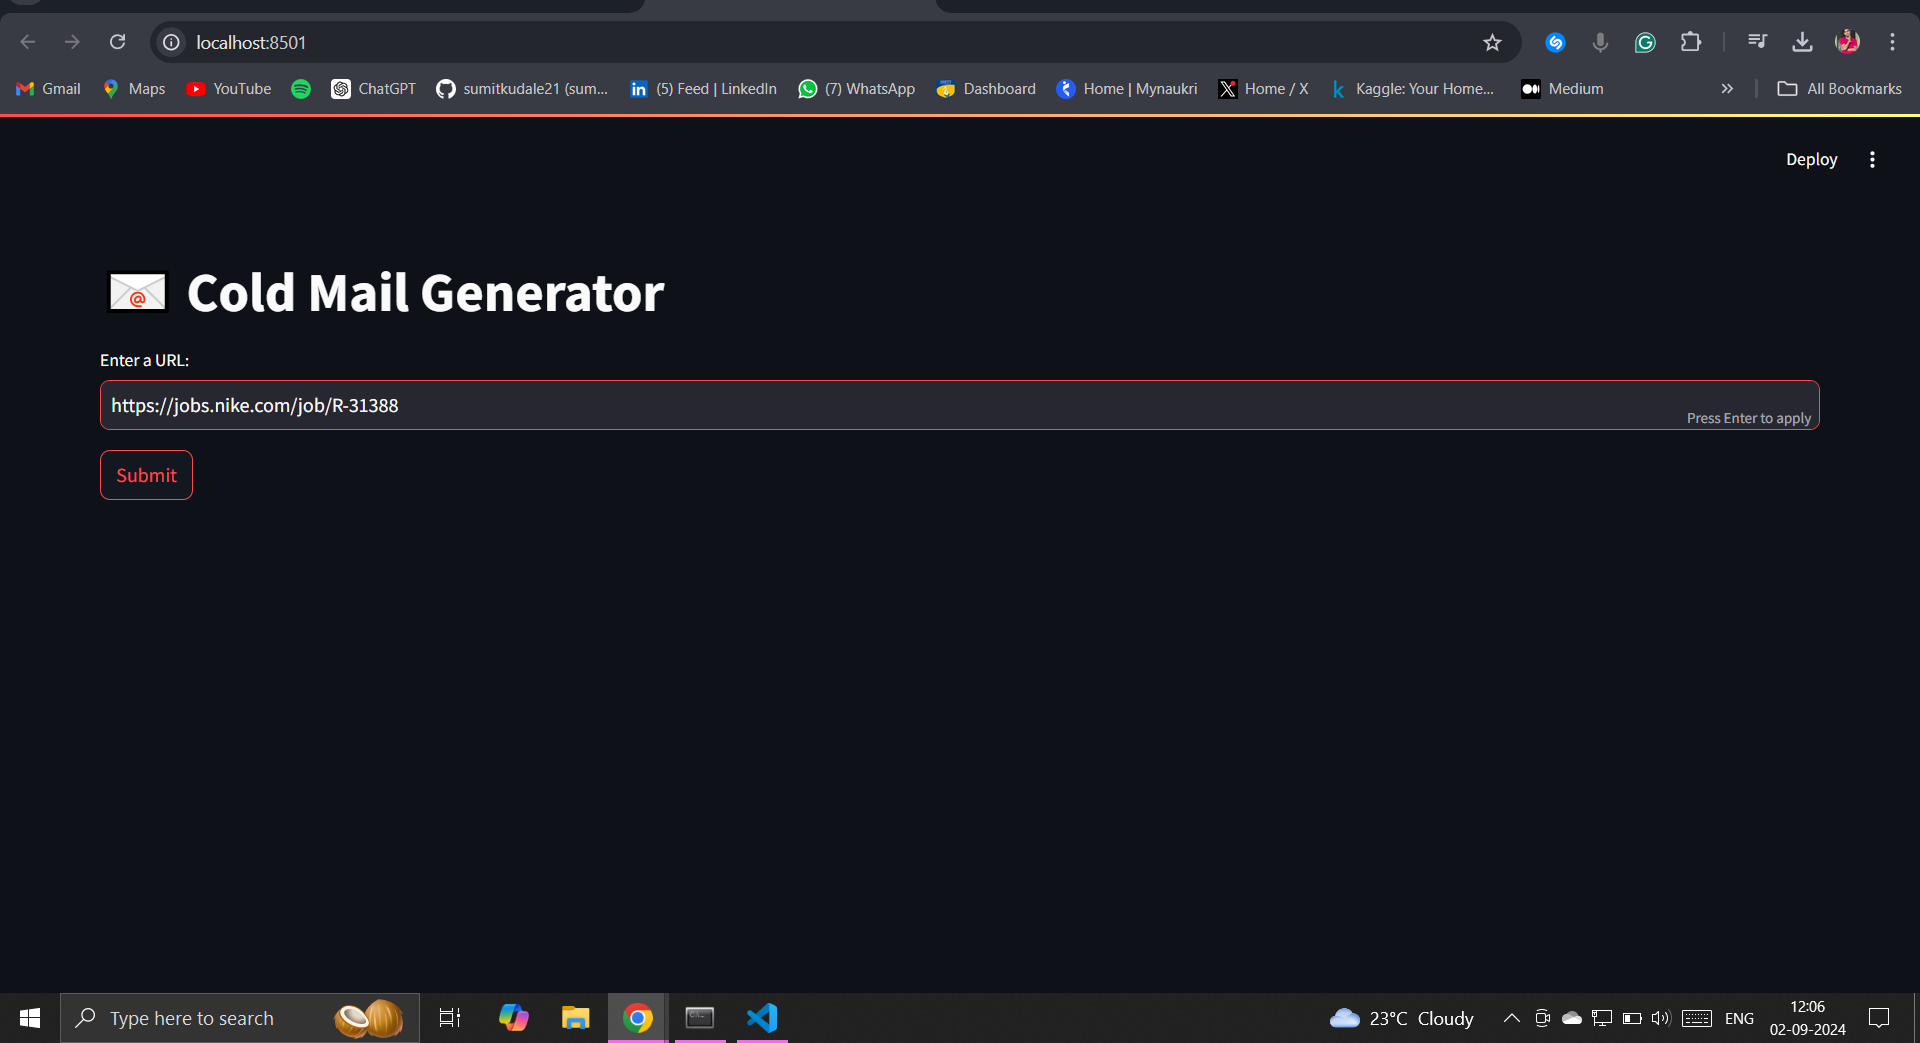 localhost:8501
Gmail Maps YouTube ChatGPT sumitkudale21 (sum... in (5) Feed | LinkedIn (7) WhatsApp Dashboard Home | Mynaukri X Home / X k Kaggle: Your Home... Medium » All Bookmarks
Deploy
@ Cold Mail Generator
Enter a URL:
https://jobs.nike.com/job/R-31388
Press Enter to apply
Submit
Type here to search
23°C Cloudy
ENG
12:06
02-09-2024